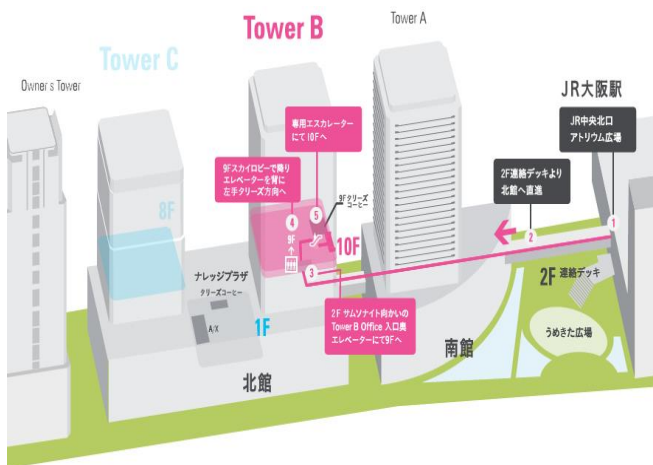 Tower B
Tower A
Tower C
Owner's Tower
JR大阪駅
JR中央北口
アトリウム広場
専用エスカレーター
にて10Fへ
2F連絡デッキより
北館へ直進
9Fスカイロビーで降り
エレベーターを背に
左手タリーズ方向へ
9Fタリーズ
コーヒー
8F
4
5
9F
↑
10F
1
2
3
2F 連絡デッキ
ナレッジプラザ
タリーズコーヒー
A/X
1F
2F サムソナイト向かいの
Tower B Office 入口奥
エレベーターにて9Fへ
うめきた広場
南館
北館